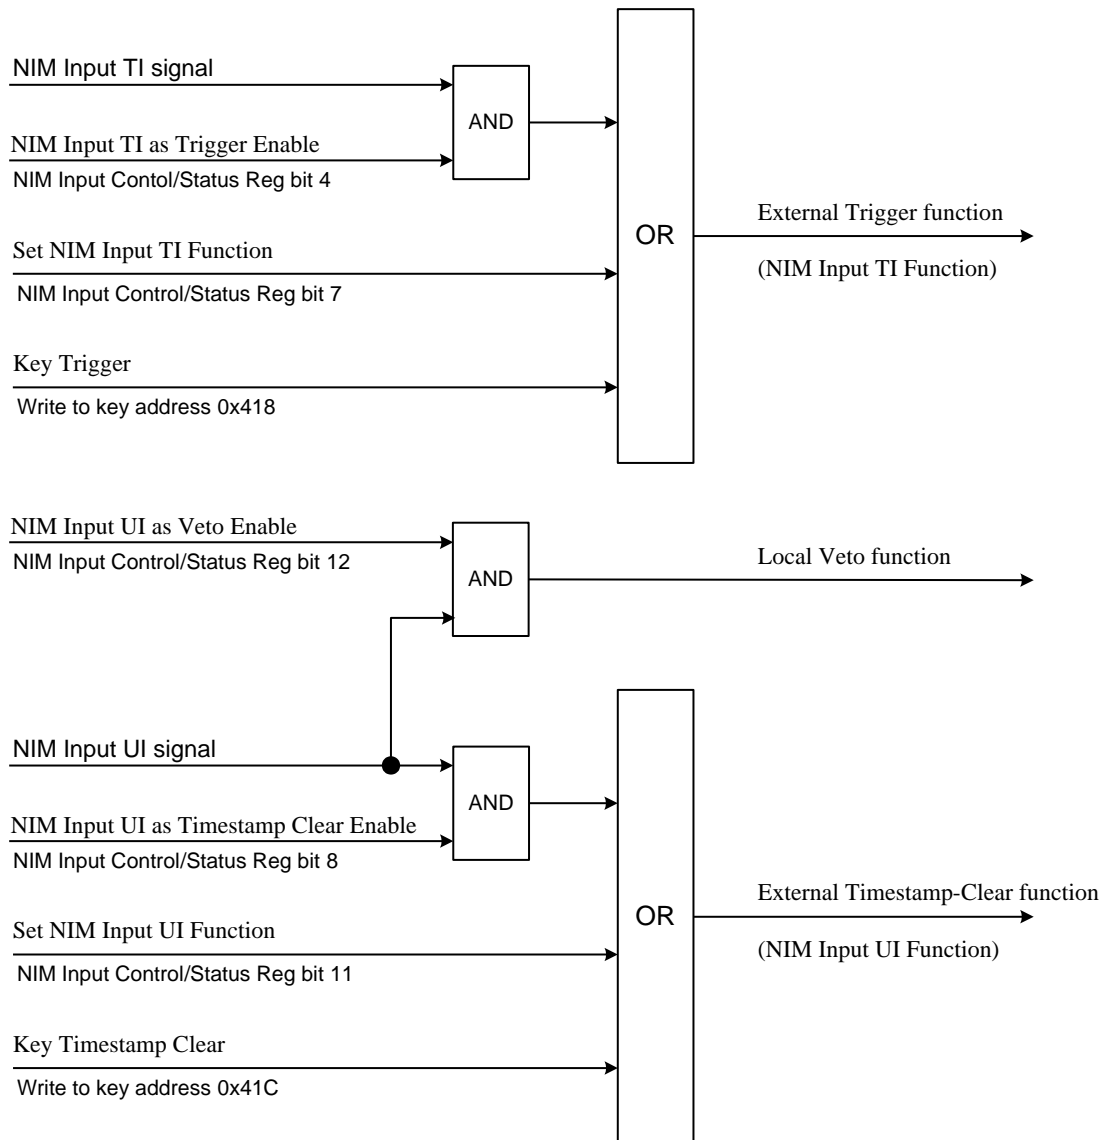 NIM Input TI signal
AND
NIM Input TI as Trigger Enable
NIM Input Contol/Status Reg bit 4
External Trigger function
OR
Set NIM Input TI Function
(NIM Input TI Function)
NIM Input Control/Status Reg bit 7
Key Trigger
Write to key address 0x418
NIM Input UI as Veto Enable
NIM Input Control/Status Reg bit 12
Local Veto function
AND
NIM Input UI signal
AND
NIM Input UI as Timestamp Clear Enable
NIM Input Control/Status Reg bit 8
External Timestamp-Clear function
OR
Set NIM Input UI Function
(NIM Input UI Function)
NIM Input Control/Status Reg bit 11
Key Timestamp Clear
Write to key address 0x41C